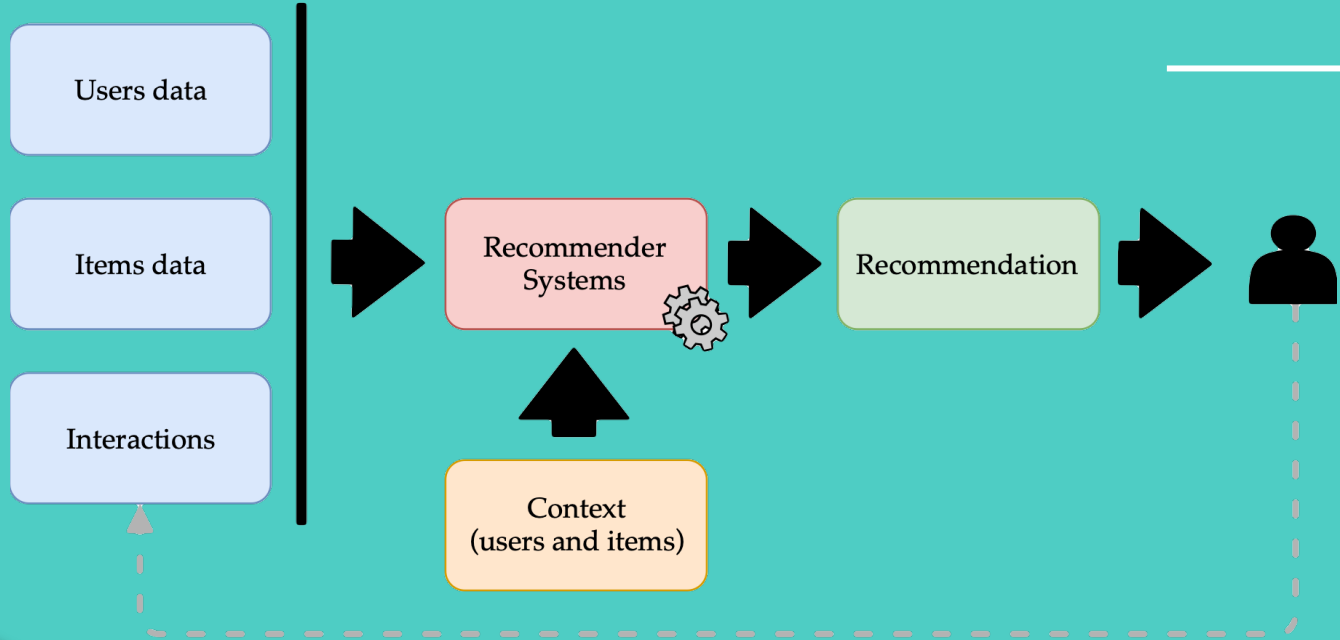 Users data
Items data
Interactions
Recommender
Systems
Context
(users and items)
Recommendation